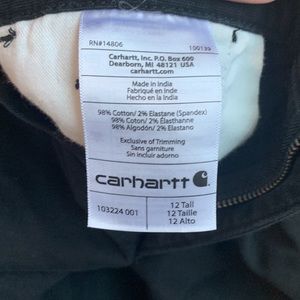 RN#14806 100139
Carhartt, Inc. P.O. Box 600
Dearborn, MI 48121 USA
carhartt.com
Made in India
Fabriqué en Inde
Hecho en la India
98% Cotton/ 2% Elastane (Spandex)
98% Cotton/ 2% Élasthanne
98% Algodón/ 2% Elastano
Exclusive of Trimming
Sans garniture
Sin incluir adorno
carhartt
103224 001
12 Tall
12 Taille
12 Alto